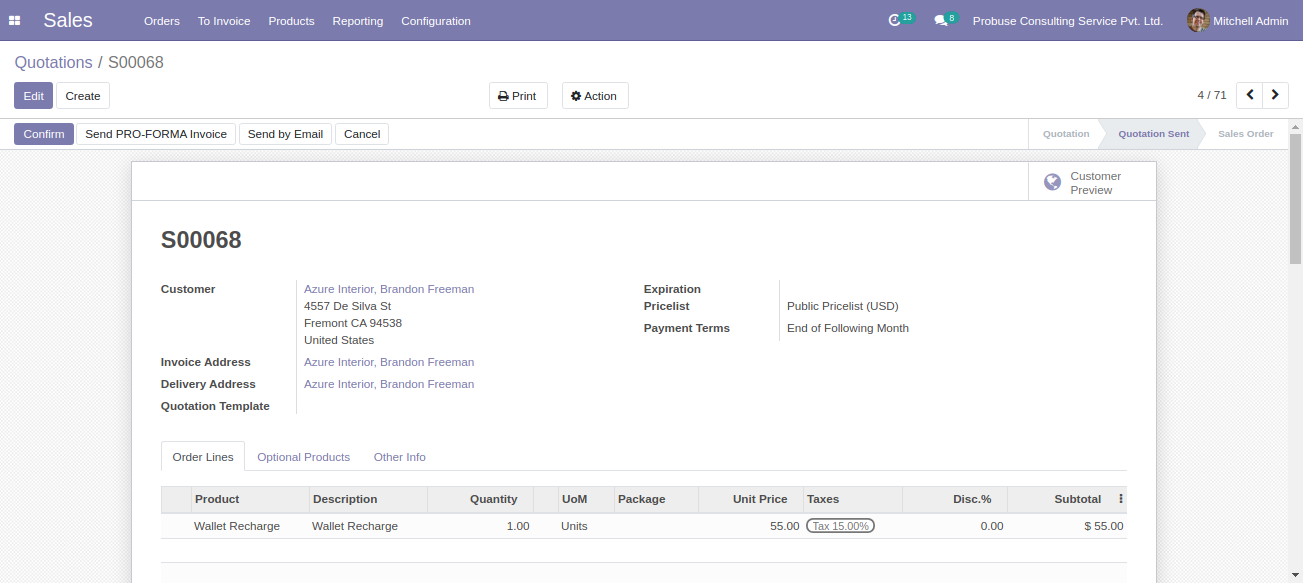 Sales Orders To Invoice Products Reporting Configuration 13 8 Probuse Consulting Service Pvt. Ltd. Mitchell Admin
Quotations / S00068
Edit Create Print Action 4 / 71
Confirm Send PRO-FORMA Invoice Send by Email Cancel Quotation Quotation Sent Sales Order
Customer
Preview
S00068
Customer Azure Interior, Brandon Freeman Expiration
4557 De Silva St Pricelist Public Pricelist (USD)
Fremont CA 94538 Payment Terms End of Following Month
United States
Invoice Address Azure Interior, Brandon Freeman
Delivery Address Azure Interior, Brandon Freeman
Quotation Template
Order Lines Optional Products Other Info
Product Description Quantity UoM Package Unit Price Taxes Disc.% Subtotal
Wallet Recharge Wallet Recharge 1.00 Units 55.00 Tax 15.00% 0.00 $ 55.00